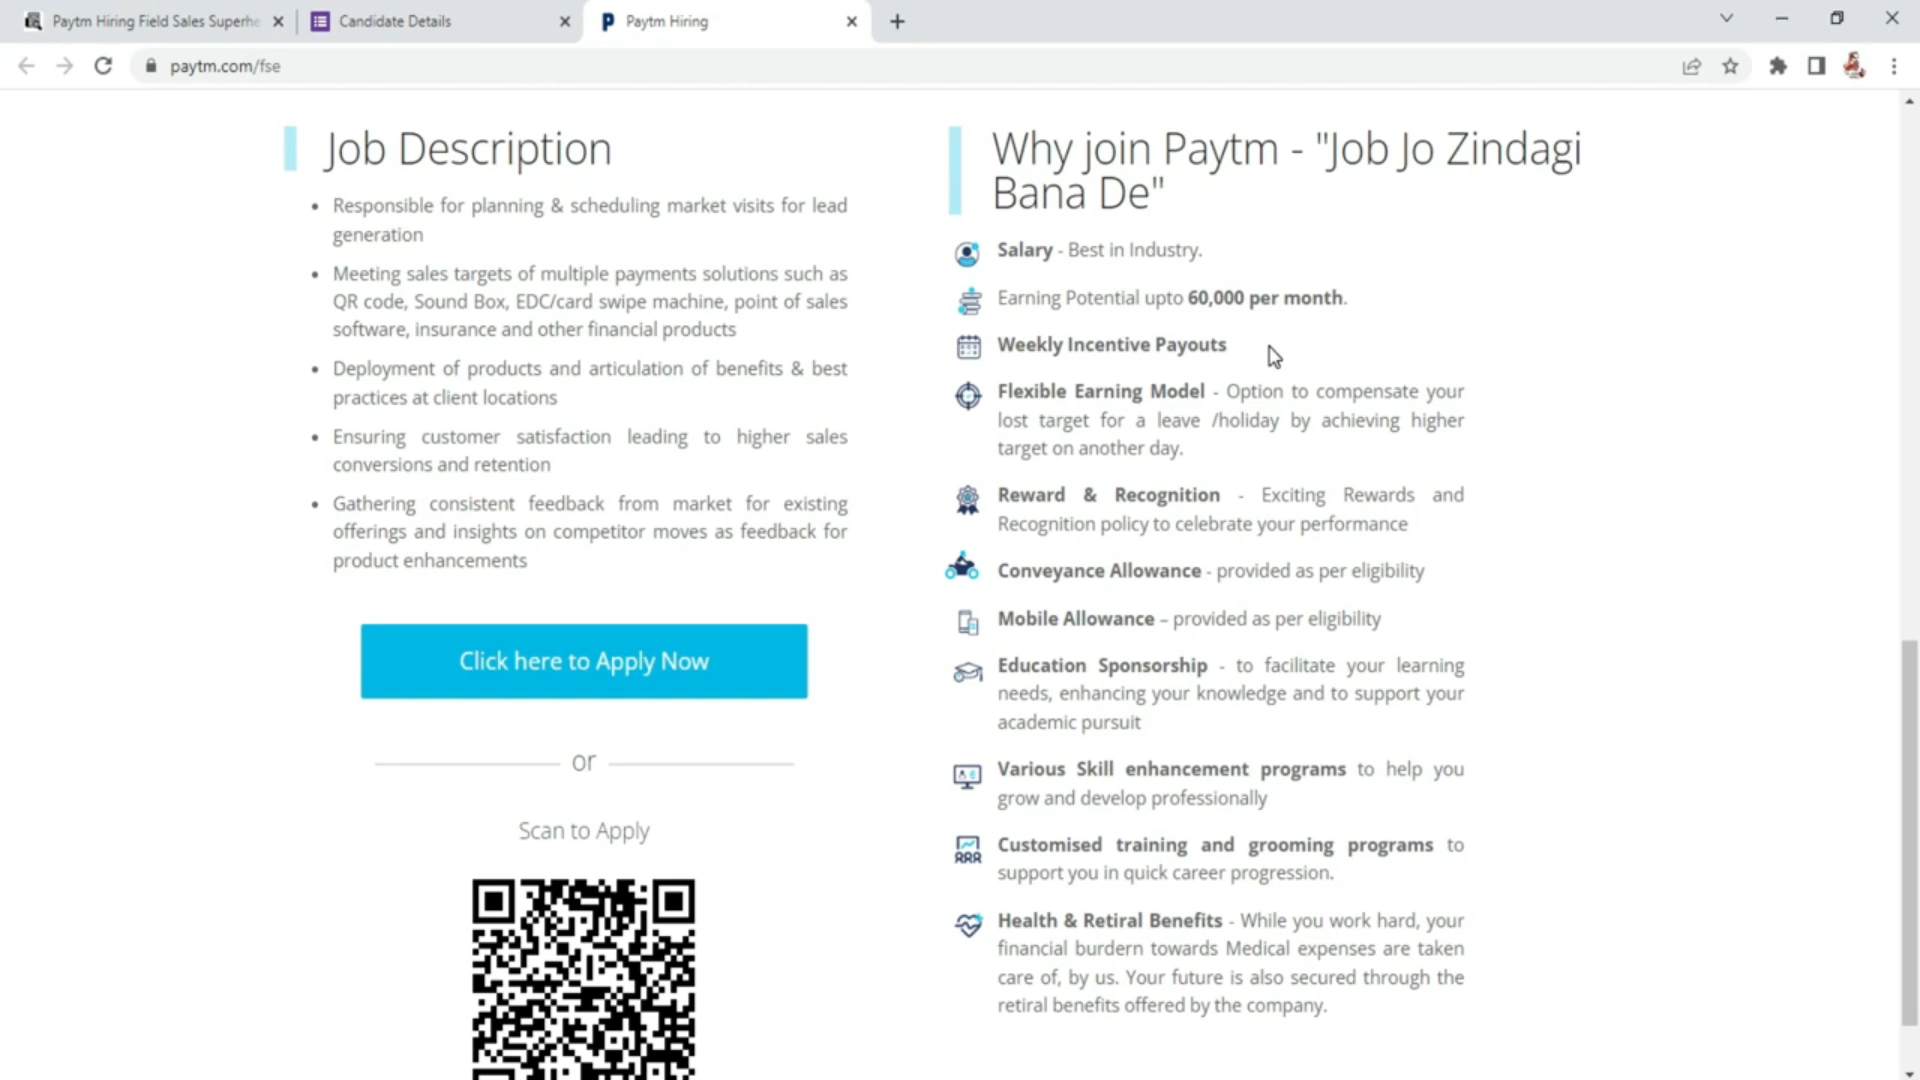 Paytm Hiring Field Sales Superhe
Candidate Details
Paytm Hiring
paytm.com/fse
Job Description
• Responsible for planning & scheduling market visits for lead
generation
• Meeting sales targets of multiple payments solutions such as
QR code, Sound Box, EDC/card swipe machine, point of sales
software, insurance and other financial products
• Deployment of products and articulation of benefits & best
practices at client locations
• Ensuring customer satisfaction leading to higher sales
conversions and retention
• Gathering consistent feedback from market for existing
offerings and insights on competitor moves as feedback for
product enhancements
Click here to Apply Now
or
Scan to Apply
Why join Paytm - "Job Jo Zindagi
Bana De"
Salary - Best in Industry.
Earning Potential upto 60,000 per month.
Weekly Incentive Payouts
Flexible Earning Model - Option to compensate your
lost target for a leave /holiday by achieving higher
target on another day.
Reward & Recognition - Exciting Rewards and
Recognition policy to celebrate your performance
Conveyance Allowance - provided as per eligibility
Mobile Allowance – provided as per eligibility
Education Sponsorship - to facilitate your learning
needs, enhancing your knowledge and to support your
academic pursuit
Various Skill enhancement programs to help you
grow and develop professionally
Customised training and grooming programs to
support you in quick career progression.
Health & Retiral Benefits - While you work hard, your
financial burdern towards Medical expenses are taken
care of, by us. Your future is also secured through the
retiral benefits offered by the company.